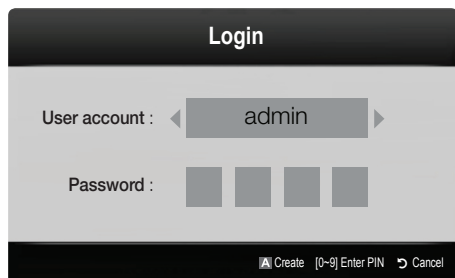 Login
User account : admin
Password :
A Create [0~9] Enter PIN Cancel